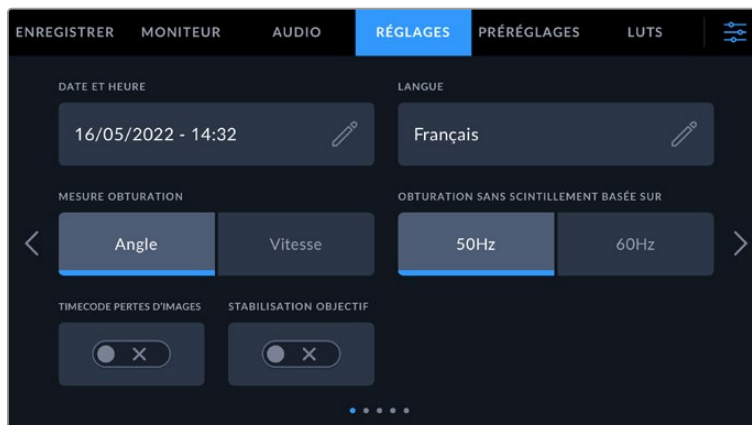 ENREGISTRER MONITEUR AUDIO RÉGLAGES PRÉRÉGLAGES LUTS
DATE ET HEURE LANGUE
16/05/2022 - 14:32 Français
MESURE OBTURATION OBTURATION SANS SCINTILLEMENT BASÉE SUR
Angle Vitesse 50Hz 60Hz
TIMECODE PERTES D'IMAGES STABILISATION OBJECTIF